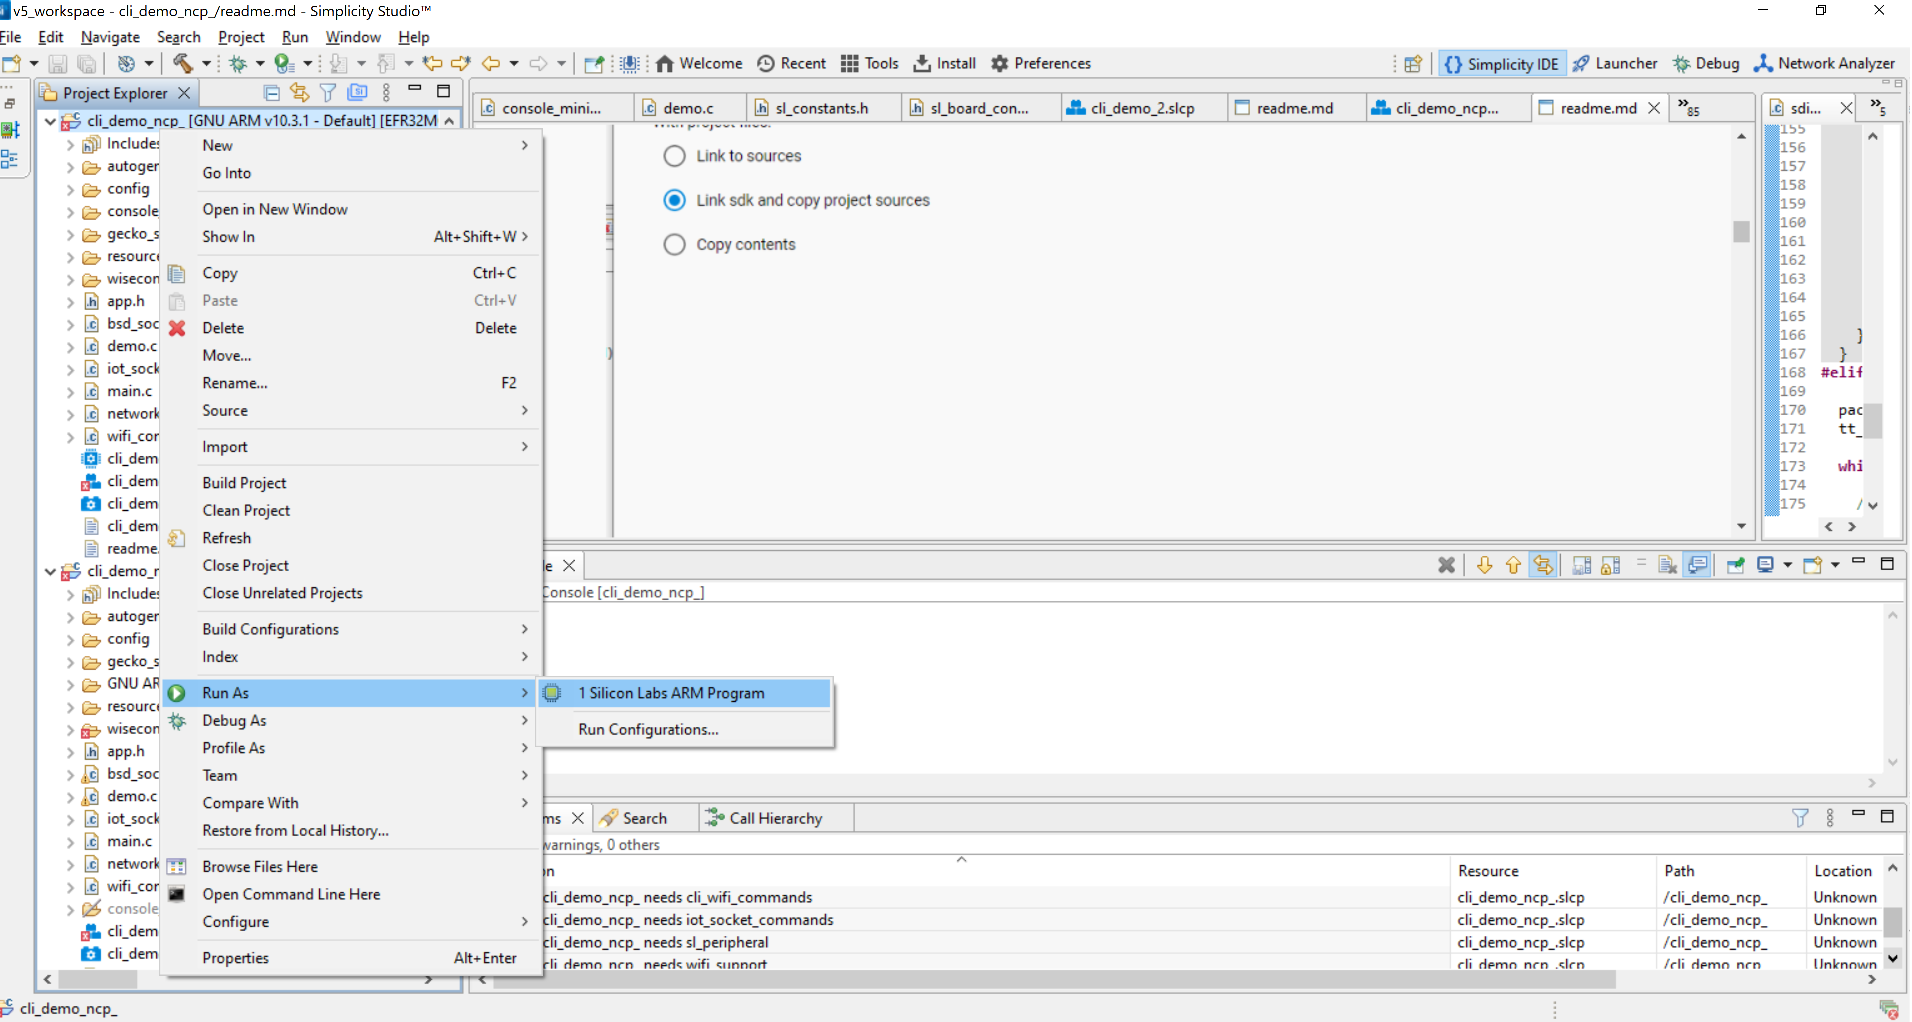 v5_workspace - cli_demo_ncp_/readme.md - Simplicity Studio™
File Edit Navigate Search Project Run Window Help
Welcome Recent Tools Install Preferences
Simplicity IDE Launcher Debug Network Analyzer
Project Explorer
console_mini... demo.c sl_constants.h sl_board_con... cli_demo_2.slcp readme.md cli_demo_ncp... readme.md 85
sdi... 5
cli_demo_ncp_ [GNU ARM v10.3.1 - Default] [EFR32M
Includes
autoger
config
console
gecko_s
resource
wisecon
app.h
bsd_soc
demo.c
iot_sock
main.c
network
wifi_cor
cli_dem
cli_dem
cli_dem
cli_dem
readme.
cli_demo_r
Includes
autoger
config
gecko_s
GNU AR
resource
wisecon
app.h
bsd_soc
demo.c
iot_sock
main.c
network
wifi_cor
console
cli_dem
cli_dem
New
Go Into
Open in New Window
Show In Alt+Shift+W
Copy Ctrl+C
Paste Ctrl+V
Delete Delete
Move...
Rename... F2
Source
Import
Build Project
Clean Project
Refresh
Close Project
Close Unrelated Projects
Build Configurations
Index
Run As
Debug As
Profile As
Team
Compare With
Restore from Local History...
Browse Files Here
Open Command Line Here
Configure
Properties Alt+Enter
1 Silicon Labs ARM Program
Run Configurations...
with project files:
Link to sources
Link sdk and copy project sources
Copy contents
155
156
157
158
159
160
161
162
163
164
165
166 }
167 }
168 #elif
169
170 pac
171 tt_
172
173 whi
174
175 /
le
Console [cli_demo_ncp_]
ms Search Call Hierarchy
warnings, 0 others
on Resource Path Location
cli_demo_ncp_ needs cli_wifi_commands cli_demo_ncp_.slcp /cli_demo_ncp_ Unknown
cli_demo_ncp_ needs iot_socket_commands cli_demo_ncp_.slcp /cli_demo_ncp_ Unknown
cli_demo_ncp_ needs sl_peripheral cli_demo_ncp_.slcp /cli_demo_ncp_ Unknown
cli_demo_ncp_ needs wifi_support cli_demo_ncp_.slcp /cli_demo_ncp_ Unknown
cli_demo_ncp_